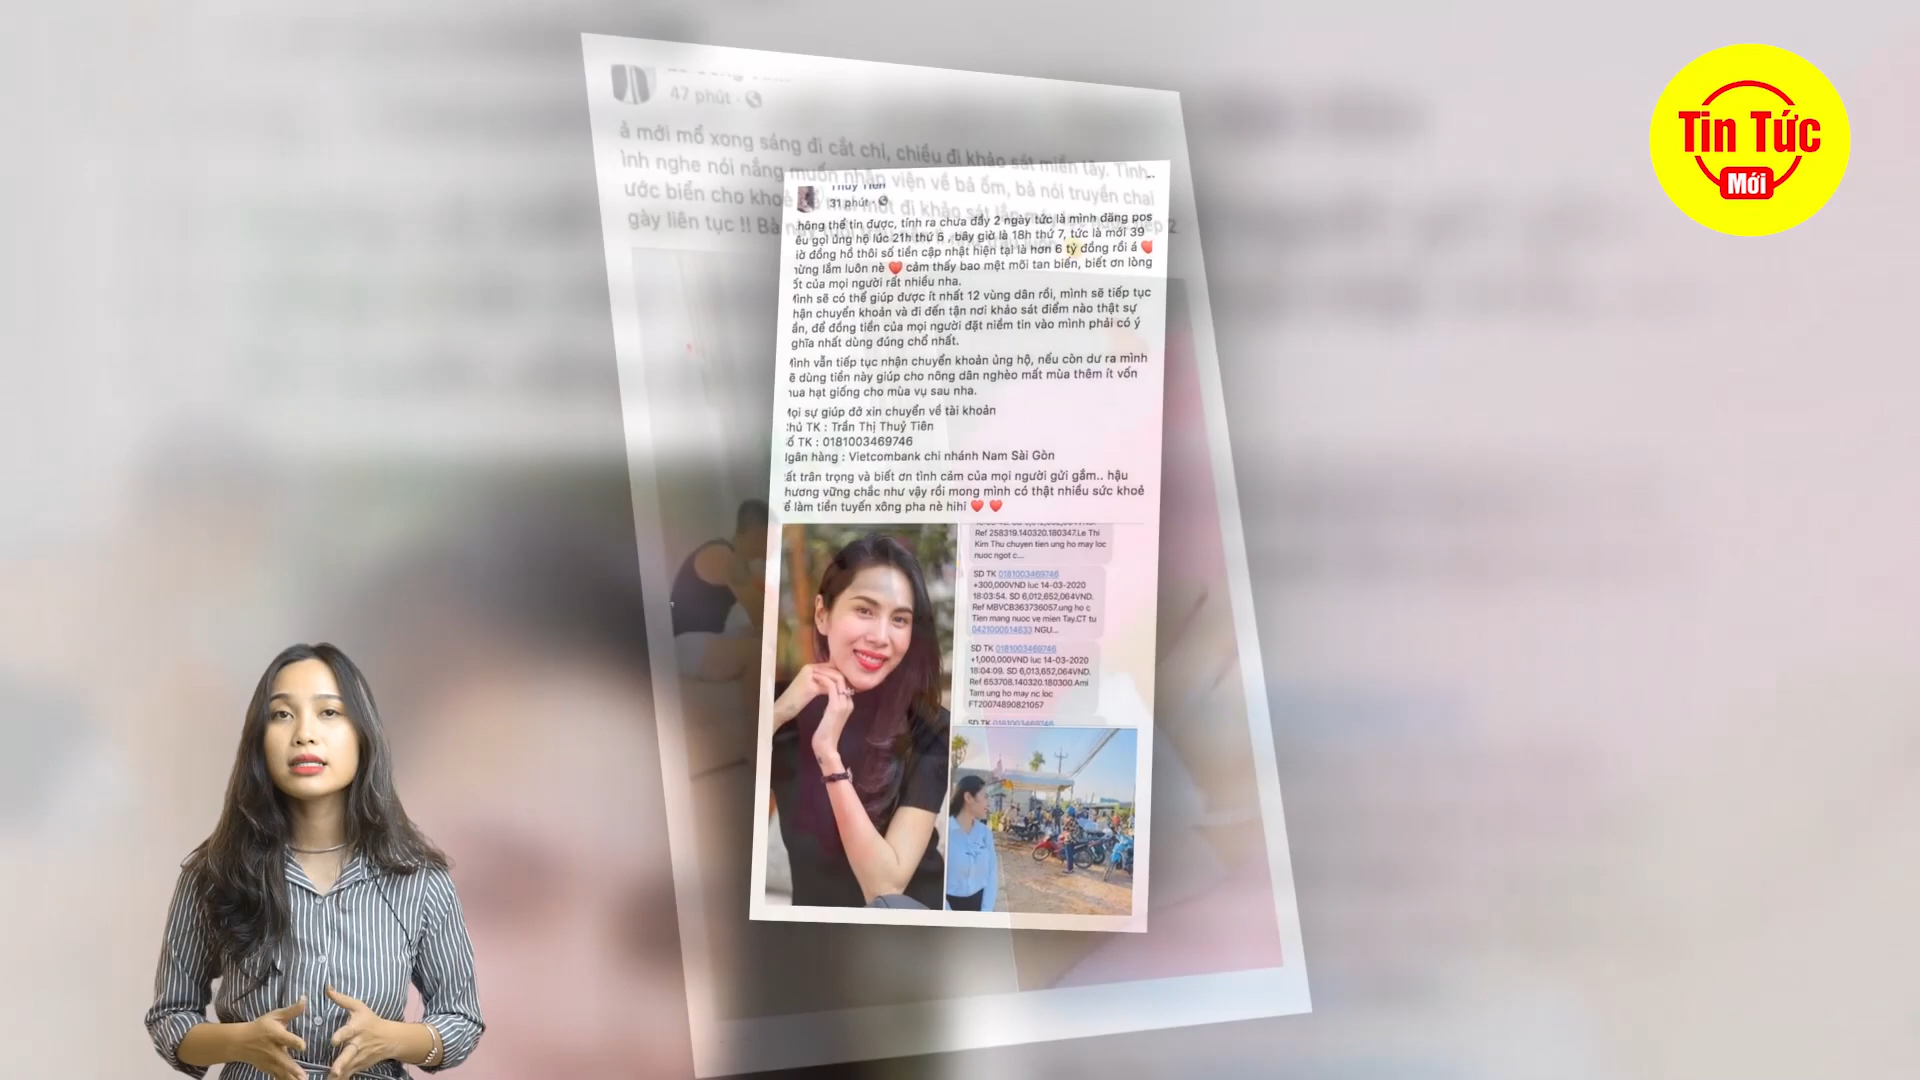 47 phút ·
ả mới mổ xong sáng đi cắt chỉ, chiều đi khảo sát miền tây. Tình
ình nghe nói nắng muốn nhập viện về bả ốm, bả nói truyền chai
ước biển cho khoẻ mai mốt đi khảo sát
gày liên tục !! Bà
Thuỷ Tiên
31 phút ·
hông thể tin được, tính ra chưa đầy 2 ngày tức là mình đăng pos
êu gọi ủng hộ lúc 21h thứ 5 , bây giờ là 18h thứ 7, tức là mới 39
iờ đồng hồ thôi số tiền cập nhật hiện tại là hơn 6 tỷ đồng rồi á ❤️
ừng lắm luôn nè ❤️ cảm thấy bao mệt mỏi tan biến, biết ơn lòng
ốt của mọi người rất nhiều nha.
Mình sẽ có thể giúp được ít nhất 12 vùng dân rồi, mình sẽ tiếp tục
hận chuyển khoản và đi đến tận nơi khảo sát điểm nào thật sự
ần, để đồng tiền của mọi người đặt niềm tin vào mình phải có ý
ghĩa nhất dùng đúng chổ nhất.
Mình vẫn tiếp tục nhận chuyển khoản ủng hộ, nếu còn dư ra mình
ẽ dùng tiền này giúp cho nông dân nghèo mất mùa thêm ít vốn
ua hạt giống cho mùa vụ sau nha.
Mọi sự giúp đở xin chuyển về tài khoản
hủ TK : Trần Thị Thuỷ Tiên
ố TK : 0181003469746
Ngân hàng : Vietcombank chi nhánh Nam Sài Gòn
ất trân trọng và biết ơn tình cảm của mọi người gửi gắm.. hậu
hương vững chắc như vậy rồi mong mình có thật nhiều sức khoẻ
ể làm tiền tuyến xông pha nè hihi ❤️ ❤️
Ref 258319.140320.180347.Le Thi
Kim Thu chuyen tien ung ho may loc
nuoc ngot c...
SD TK 0181003469746
+300,000VND luc 14-03-2020
18:03:54. SD 6,012,652,064VND.
Ref MBVCB363736057.ung ho c
Tien mang nuoc ve mien Tay.CT tu
0421000614633 NGU...
SD TK 0181003469746
+1,000,000VND luc 14-03-2020
18:04:09. SD 6,013,652,064VND.
Ref 653708.140320.180300.Ami
Tam ung ho may nc loc
FT20074890821057
SD TK 0181003469746
Tin Tức
Mới